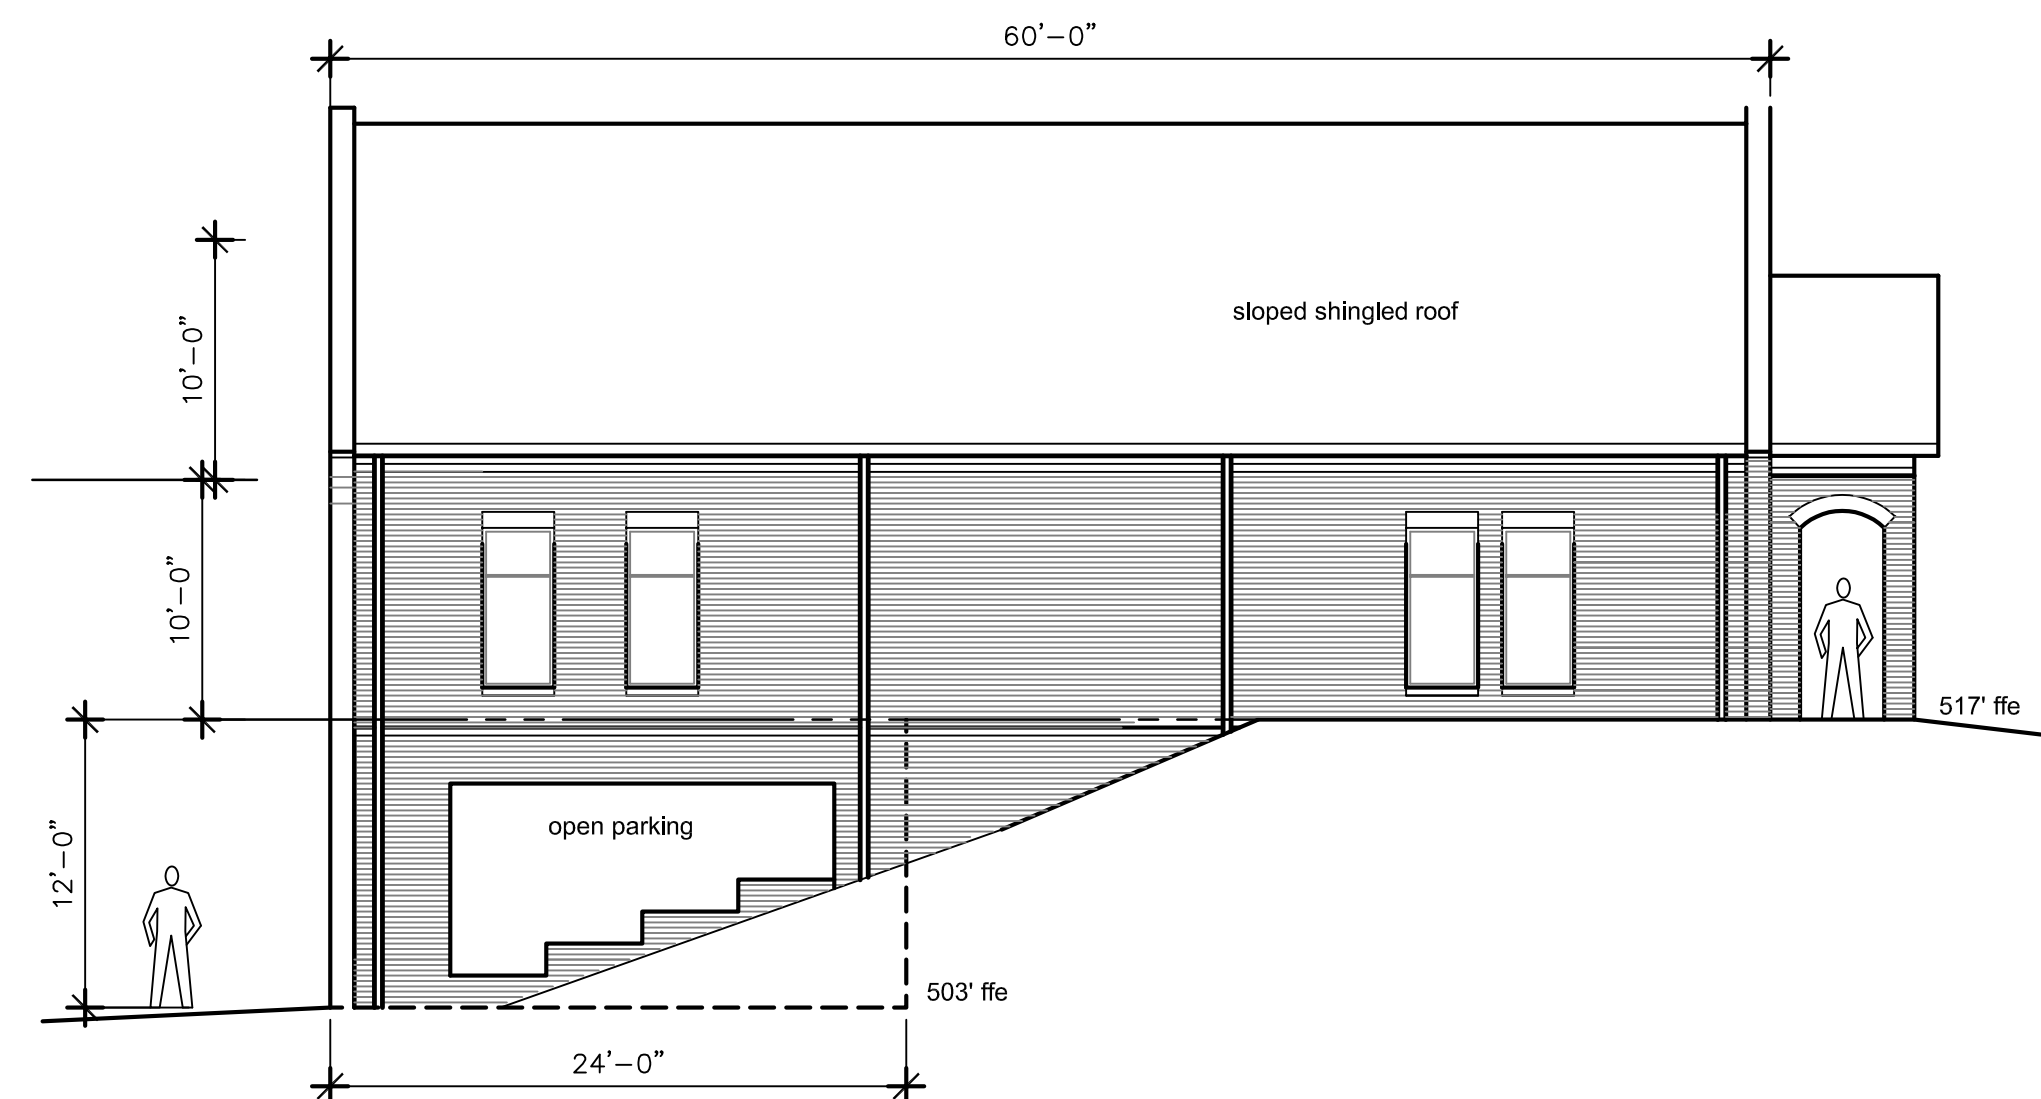 60’-0”
sloped shingled roof
10’-0”
10’-0”
517' ffe
open parking
12’-0”
503' ffe
24’-0”